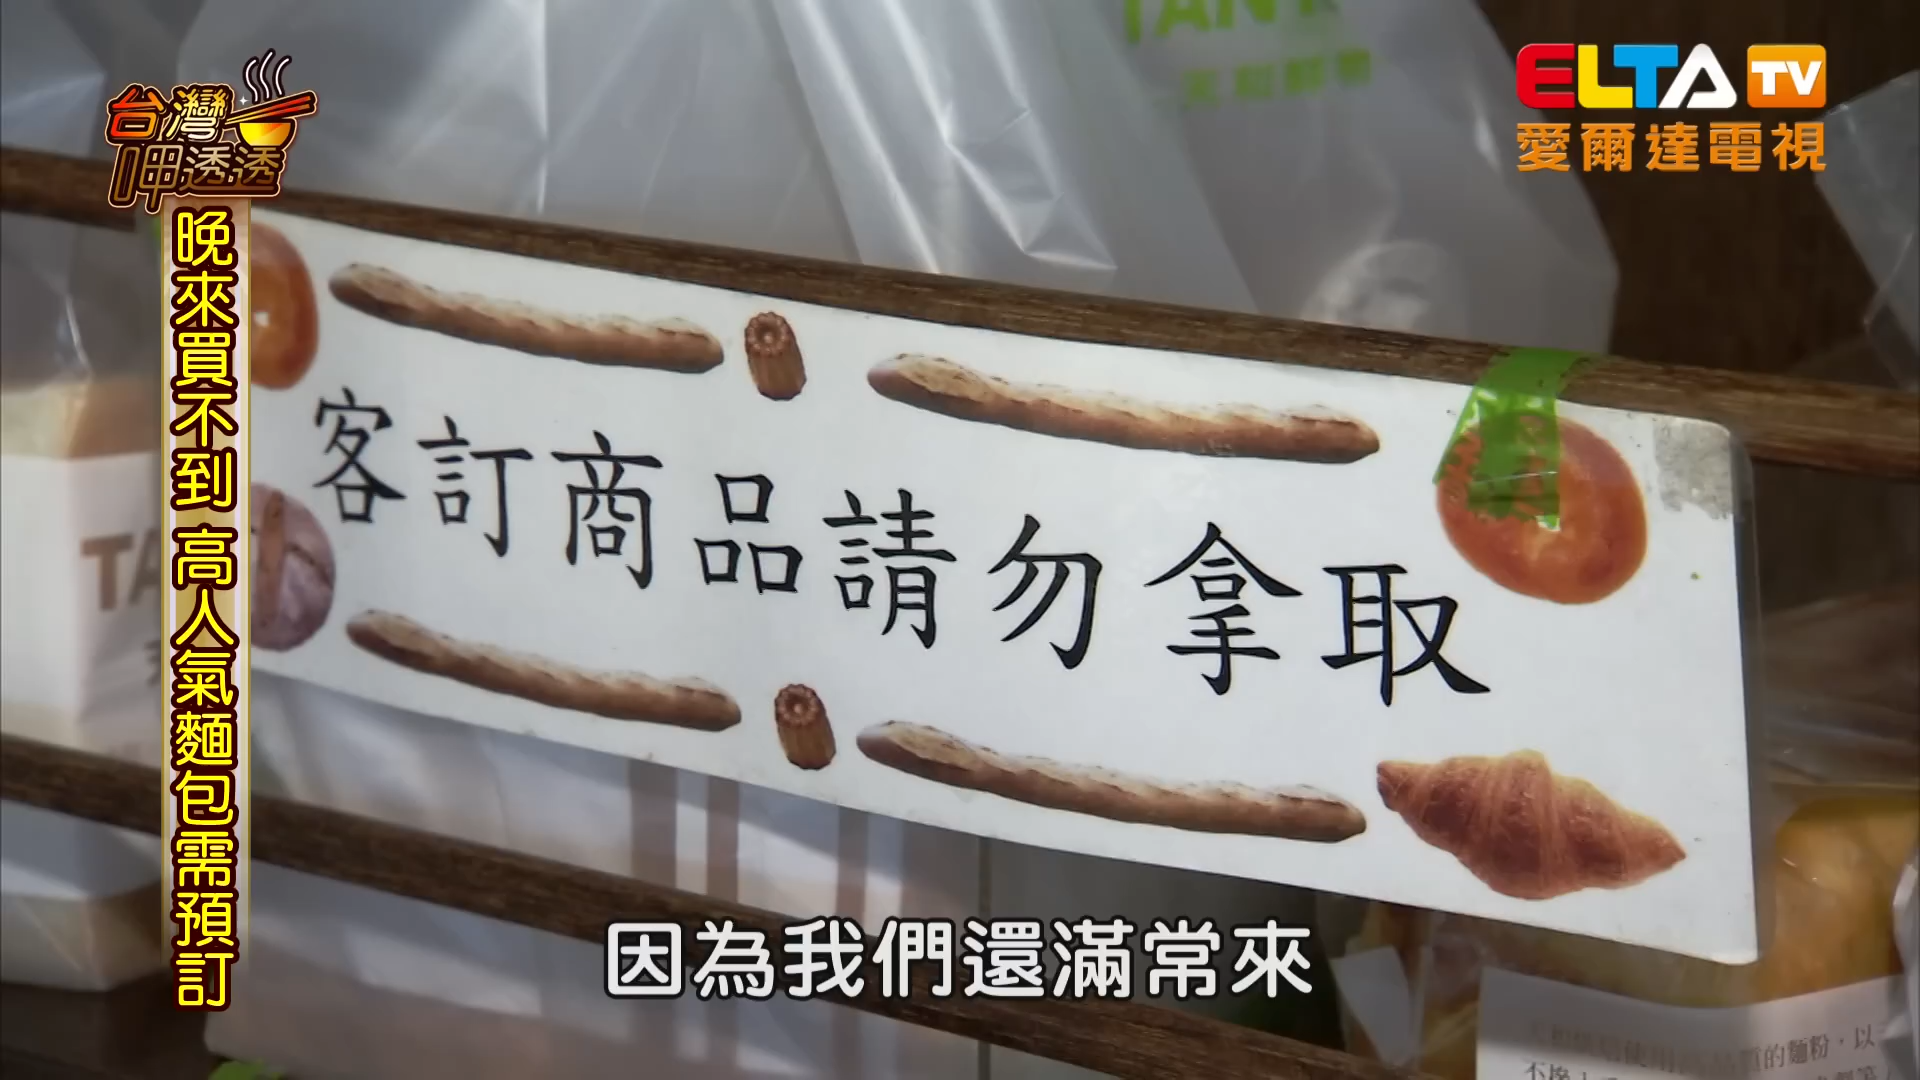 台灣
呷透透
晚來買不到 高人氣麵包需預訂
ELTA TV
愛爾達電視
客訂商品請勿拿取
因為我們還滿常來